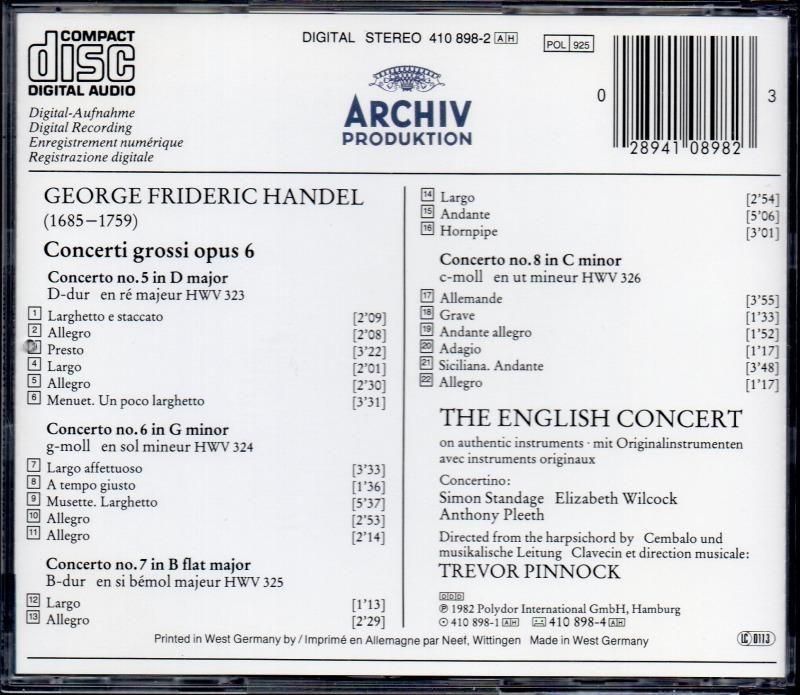 COMPACT
disc
DIGITAL AUDIO
Digital-Aufnahme
Digital Recording
Enregistrement numérique
Registrazione digitale
DIGITAL STEREO 410 898-2 AH
POL 925
ARCHIV
PRODUKTION
0 28941 08982 3
GEORGE FRIDERIC HANDEL
(1685–1759)
Concerti grossi opus 6
Concerto no. 5 in D major
D-dur en ré majeur HWV 323
1 Larghetto e staccato [2'09]
2 Allegro [2'08]
3 Presto [3'22]
4 Largo [2'01]
5 Allegro [2'30]
6 Menuet. Un poco larghetto [3'31]
Concerto no. 6 in G minor
g-moll en sol mineur HWV 324
7 Largo affettuoso [3'33]
8 A tempo giusto [1'36]
9 Musette. Larghetto [5'37]
10 Allegro [2'53]
11 Allegro [2'14]
Concerto no. 7 in B flat major
B-dur en si bémol majeur HWV 325
12 Largo [1'13]
13 Allegro [2'29]
14 Largo [2'54]
15 Andante [5'06]
16 Hornpipe [3'01]
Concerto no. 8 in C minor
c-moll en ut mineur HWV 326
17 Allemande [3'55]
18 Grave [1'33]
19 Andante allegro [1'52]
20 Adagio [1'17]
21 Siciliana. Andante [3'48]
22 Allegro [1'17]
THE ENGLISH CONCERT
on authentic instruments · mit Originalinstrumenten
avec instruments originaux
Concertino:
Simon Standage Elizabeth Wilcock
Anthony Pleeth
Directed from the harpsichord by Cembalo und
musikalische Leitung Clavecin et direction musicale:
TREVOR PINNOCK
DDD
℗ 1982 Polydor International GmbH, Hamburg
410 898-1 AH 410 898-4 AH
Printed in West Germany by / Imprimé en Allemagne par Neef, Wittingen Made in West Germany
LC 0113